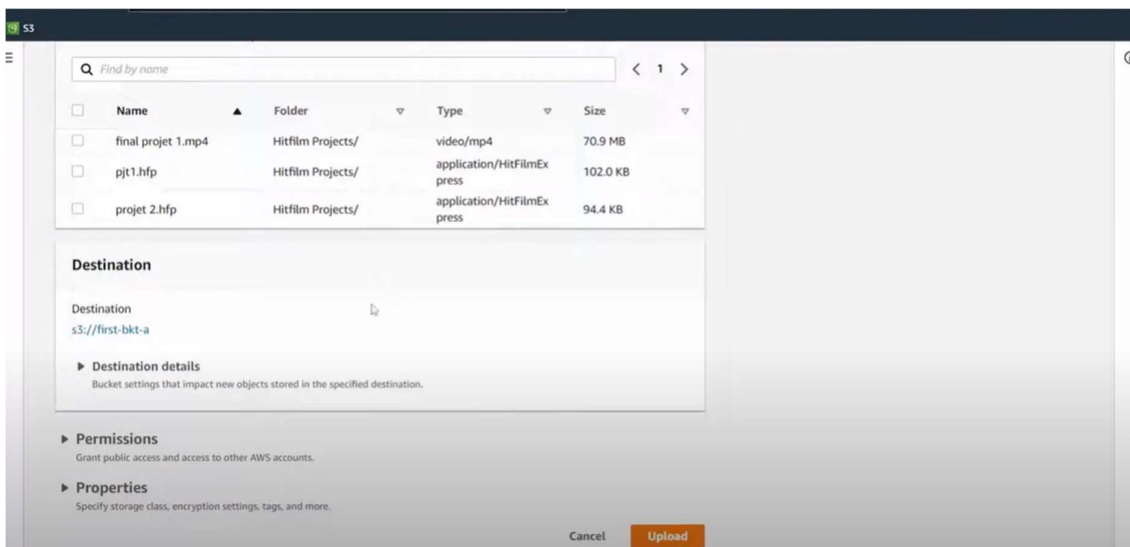 S3
Find by name
1
Name Folder Type Size
final projet 1.mp4 Hitfilm Projects/ video/mp4 70.9 MB
pjt1.hfp Hitfilm Projects/ application/HitFilmEx
press 102.0 KB
projet 2.hfp Hitfilm Projects/ application/HitFilmEx
press 94.4 KB
Destination
Destination
s3://first-bkt-a
Destination details
Bucket settings that impact new objects stored in the specified destination.
Permissions
Grant public access and access to other AWS accounts.
Properties
Specify storage class, encryption settings, tags, and more.
Cancel Upload